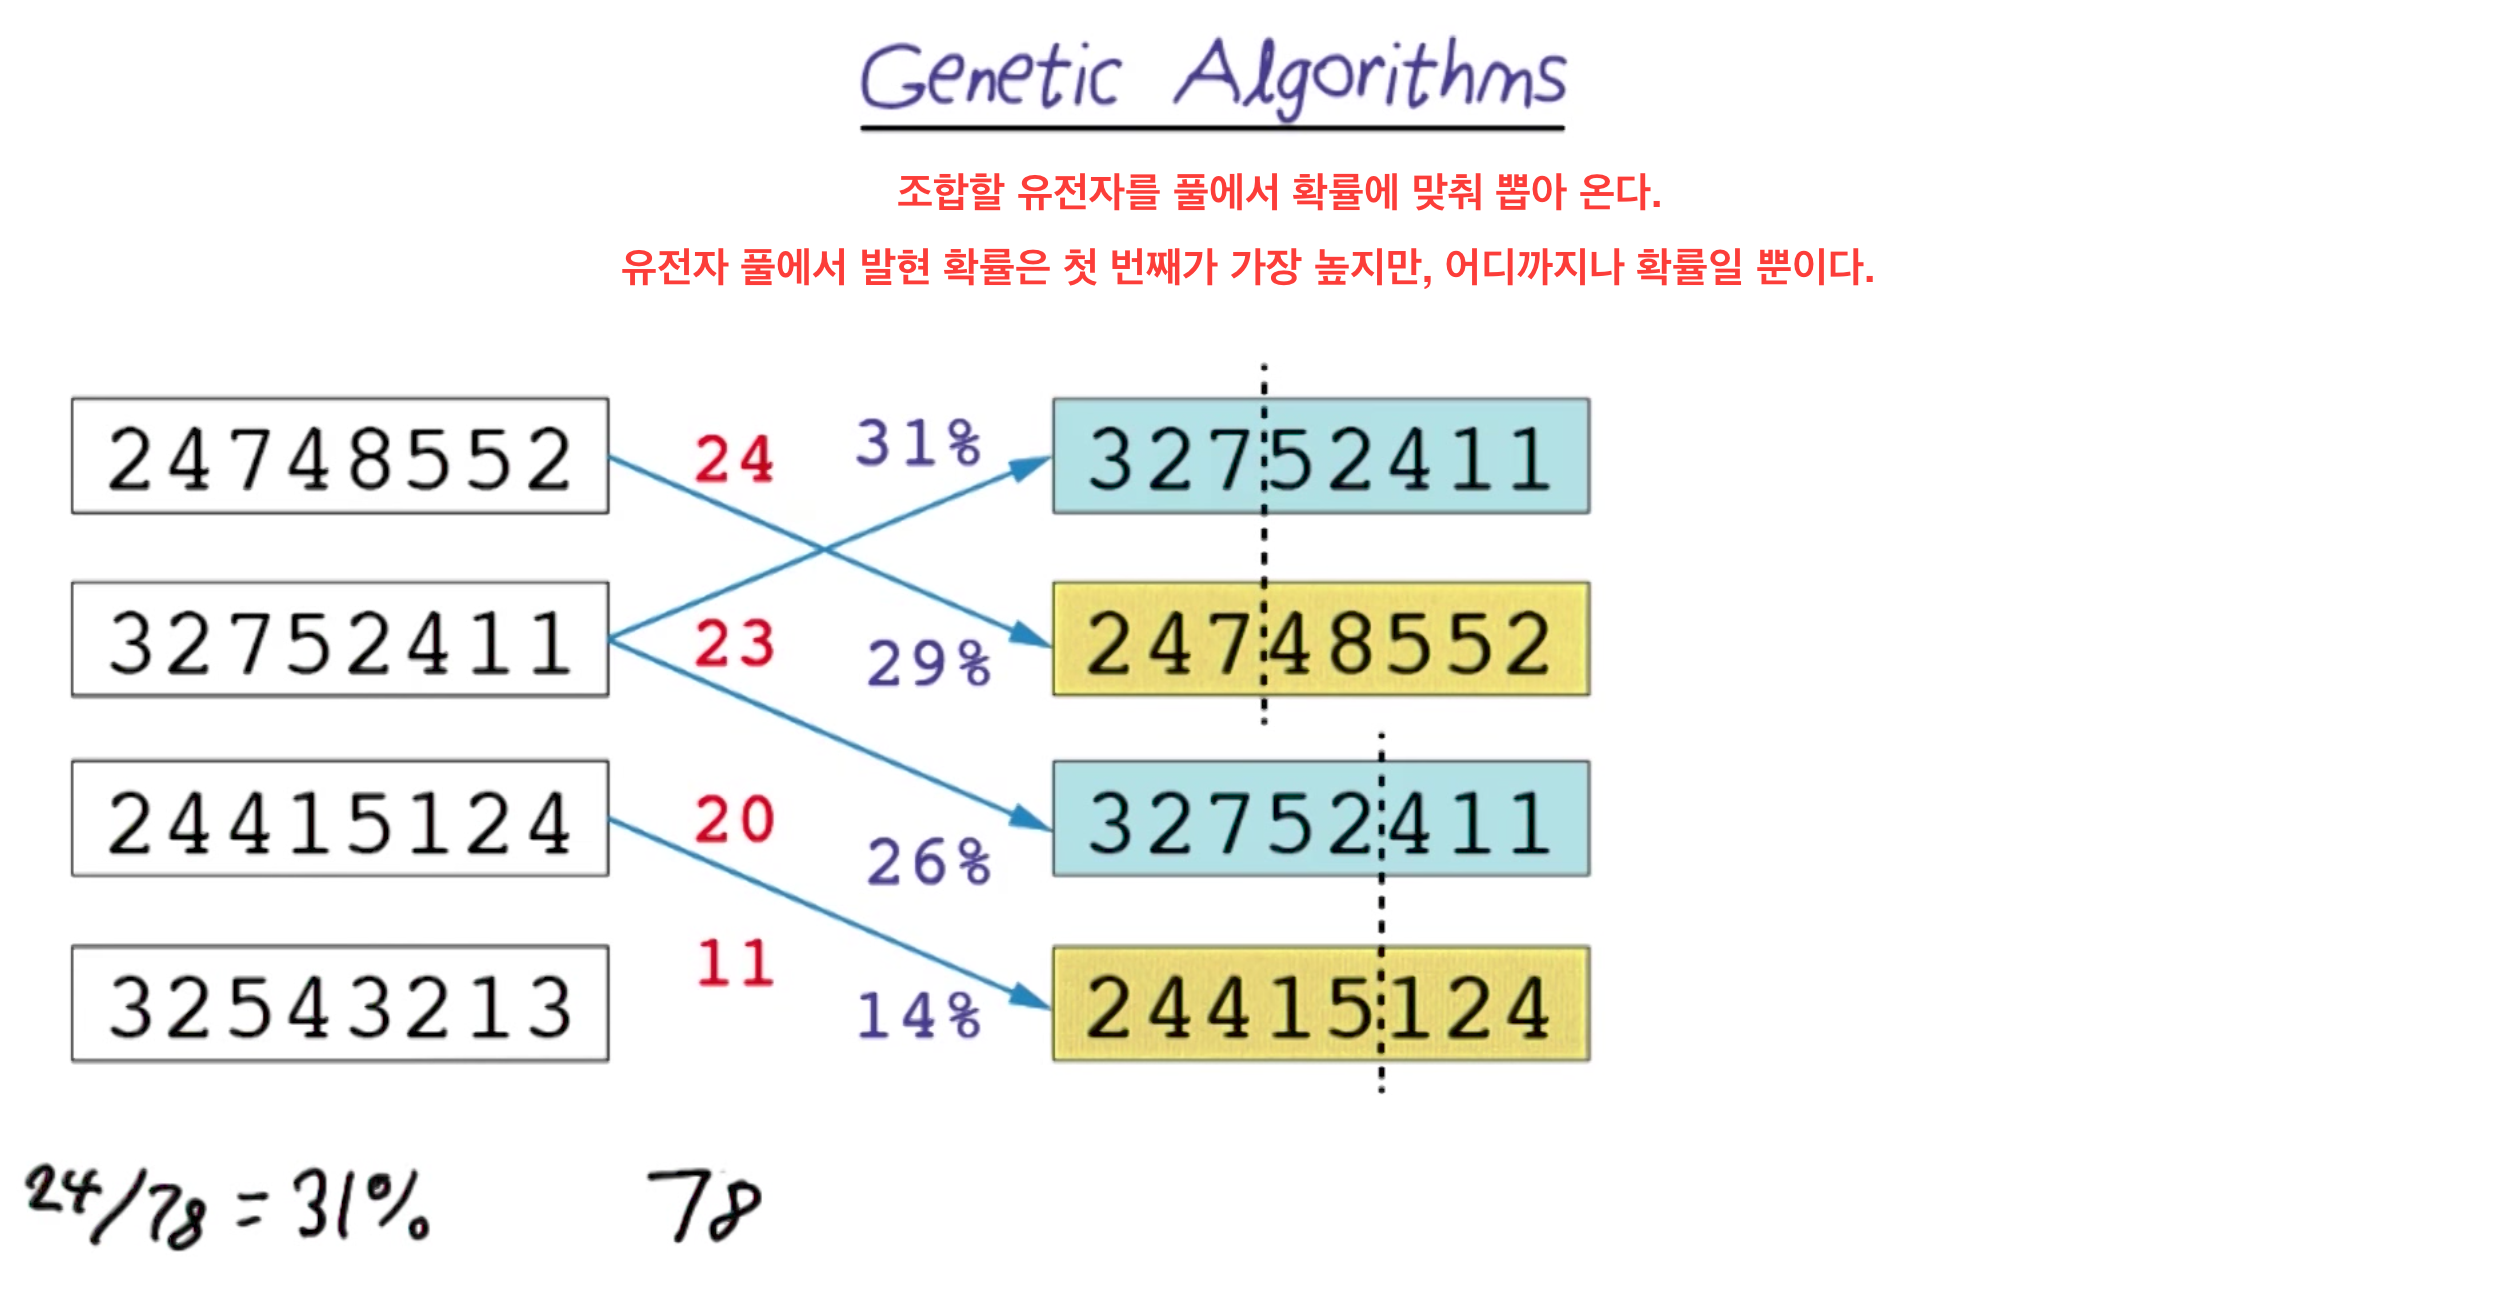 Genetic Algorithms
조합할 유전자를 풀에서 확률에 맞춰 뽑아 온다.
유전자 풀에서 발현 확률은 첫 번째가 가장 높지만, 어디까지나 확률일 뿐이다.
24748552 24 31% 32752411
32752411 23 29% 24748552
24415124 20 26% 32752411
32543213 11 14% 24415124
24/78 = 31% 78